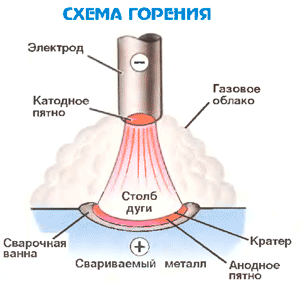 СХЕМА ГОРЕНИЯ
Электрод
−
Катодное
пятно
Газовое
облако
Столб
дуги
Сварочная
ванна
+
Свариваемый металл
Кратер
Анодное
пятно